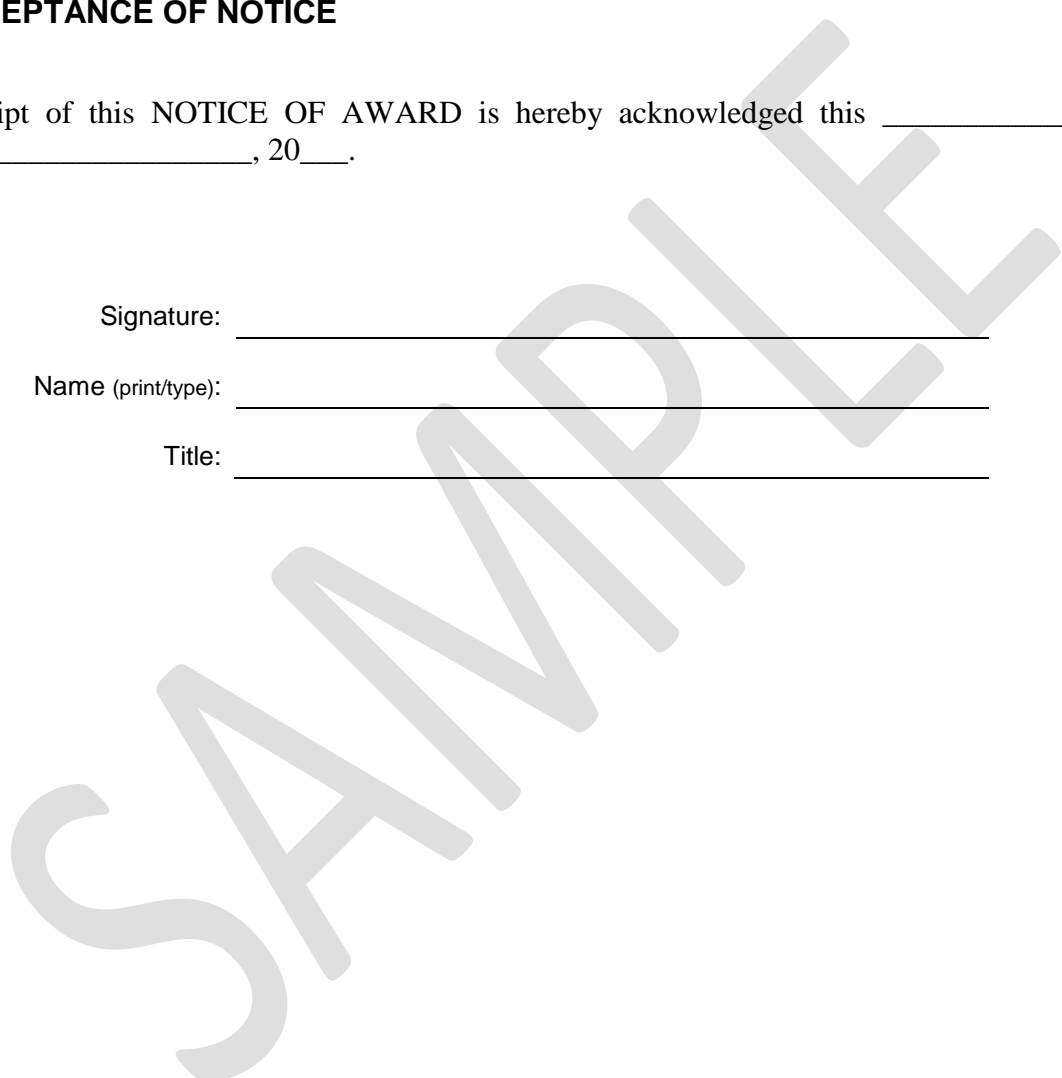 EPTANCE OF NOTICE
ipt of this NOTICE OF AWARD is hereby acknowledged this ____________
________________, 20___.
Signature:
Name (print/type):
Title:
SAMPLE